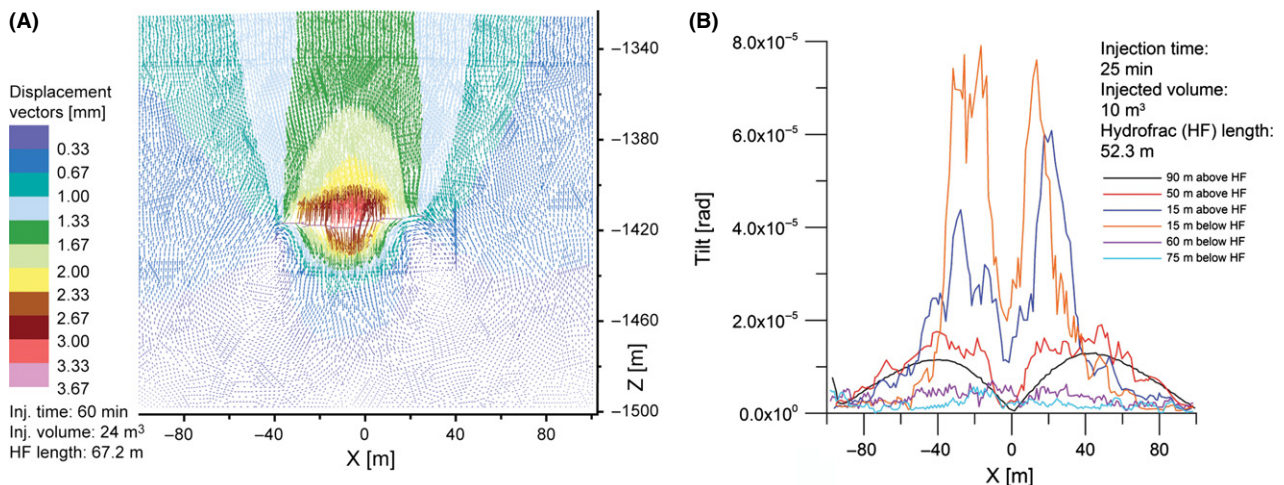 (A)
Displacement
vectors [mm]
0.33
0.67
1.00
1.33
1.67
2.00
2.33
2.67
3.00
3.33
3.67
Inj. time: 60 min
Inj. volume: 24 m³
HF length: 67.2 m
−1340
−1380
−1420
−1460
−1500
Z [m]
−80
−40
0
40
80
X [m]
(B)
8.0x10⁻⁵
6.0x10⁻⁵
4.0x10⁻⁵
2.0x10⁻⁵
0.0x10⁰
Tilt [rad]
−80
−40
0
40
80
X [m]
Injection time:
25 min
Injected volume:
10 m³
Hydrofrac (HF) length:
52.3 m
90 m above HF
50 m above HF
15 m above HF
15 m below HF
60 m below HF
75 m below HF